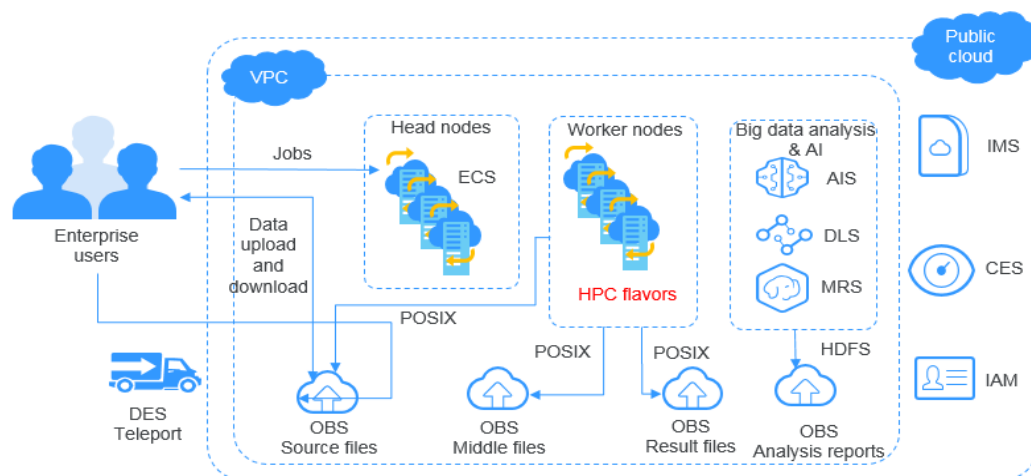 Public
cloud
VPC
Head nodes
ECS
Worker nodes
HPC flavors
Big data analysis
& AI
AIS
DLS
MRS
IMS
CES
IAM
Jobs
Enterprise
users
Data
upload
and
download
POSIX
POSIX
POSIX
HDFS
DES
Teleport
OBS
Source files
OBS
Middle files
OBS
Result files
OBS
Analysis reports